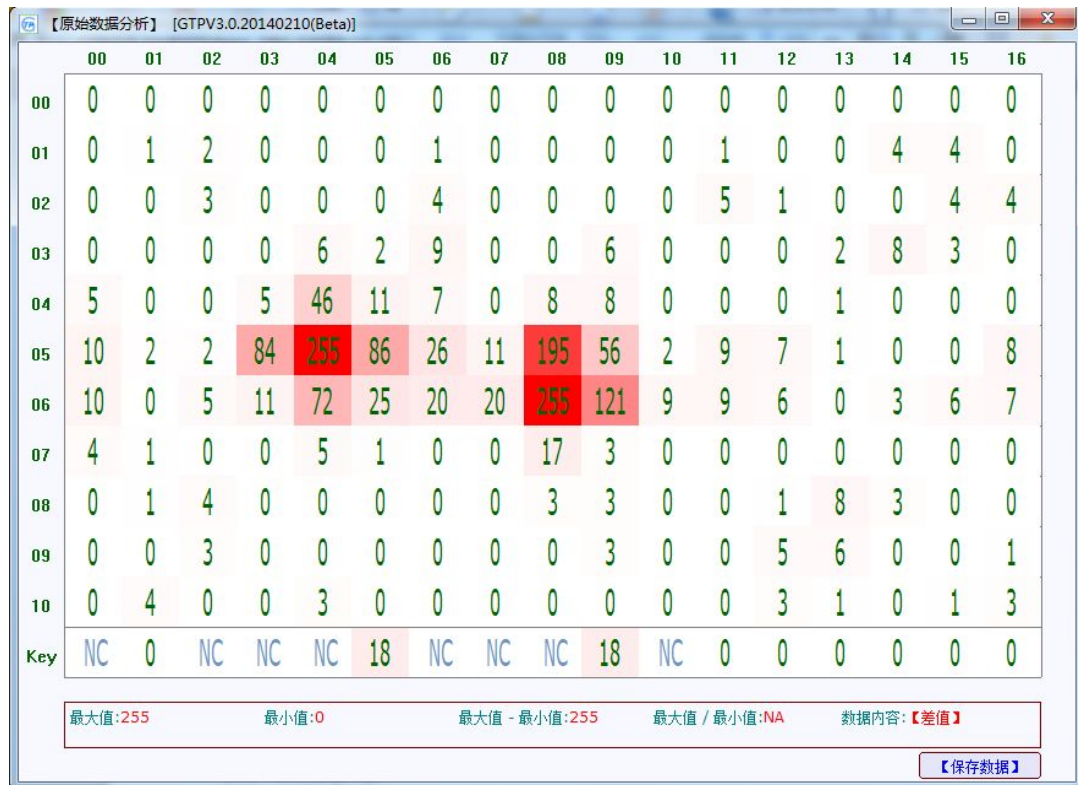 【原始数据分析】 [GTPV3.0.20140210(Beta)]
00 01 02 03 04 05 06 07 08 09 10 11 12 13 14 15 16
00 0 0 0 0 0 0 0 0 0 0 0 0 0 0 0 0 0
01 0 1 2 0 0 0 1 0 0 0 0 1 0 0 4 4 0
02 0 0 3 0 0 0 4 0 0 0 0 5 1 0 0 4 4
03 0 0 0 0 6 2 9 0 0 6 0 0 0 2 8 3 0
04 5 0 0 5 46 11 7 0 8 8 0 0 0 1 0 0 0
05 10 2 2 84 255 86 26 11 195 56 2 9 7 1 0 0 8
06 10 0 5 11 72 25 20 20 255 121 9 9 6 0 3 6 7
07 4 1 0 0 5 1 0 0 17 3 0 0 0 0 0 0 0
08 0 1 4 0 0 0 0 0 3 3 0 0 1 8 3 0 0
09 0 0 3 0 0 0 0 0 0 3 0 0 5 6 0 0 1
10 0 4 0 0 3 0 0 0 0 0 0 0 3 1 0 1 3
Key NC 0 NC NC NC 18 NC NC NC 18 NC 0 0 0 0 0 0
最大值:255 最小值:0 最大值 - 最小值:255 最大值 / 最小值:NA 数据内容:【差值】
【保存数据】